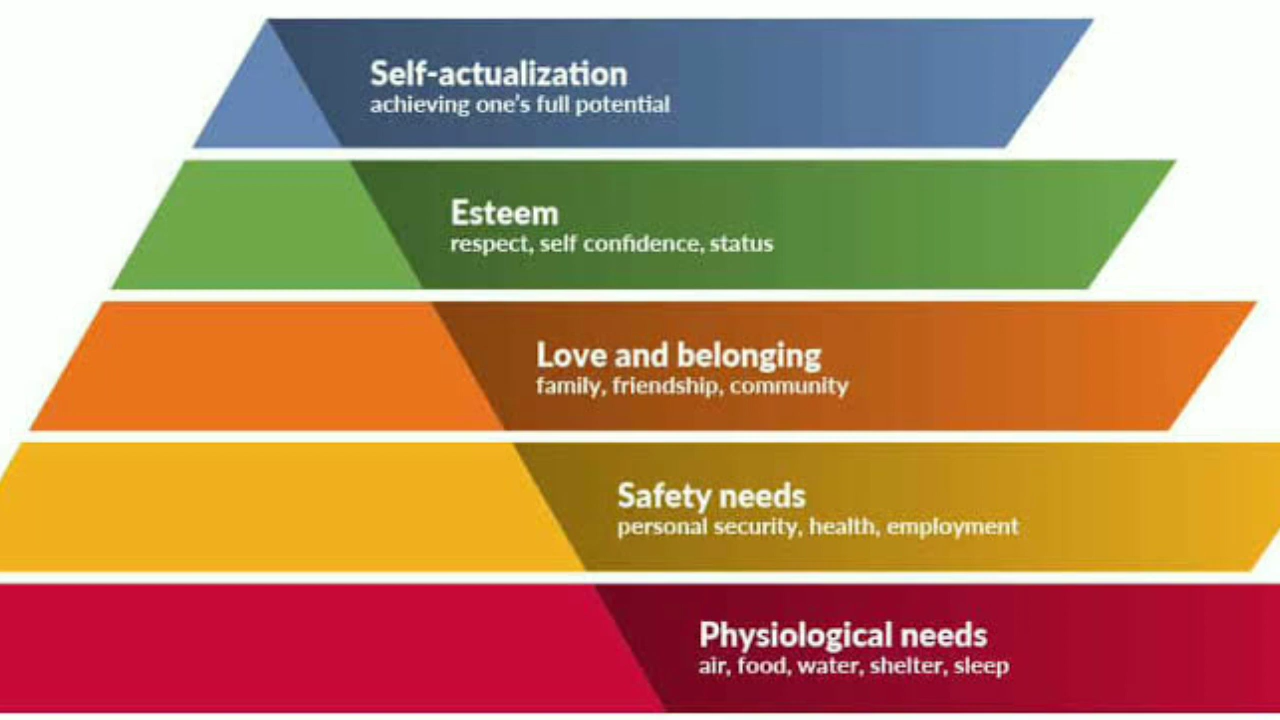 Self-actualization
achieving one's full potential
Esteem
respect, self confidence, status
Love and belonging
family, friendship, community
Safety needs
personal security, health, employment
Physiological needs
air, food, water, shelter, sleep